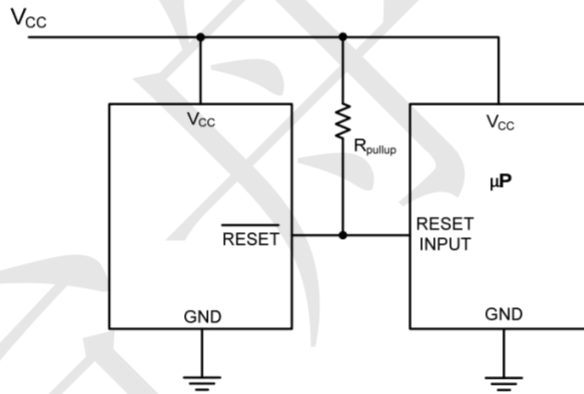 VCC
VCC
RESET
GND
Rpullup
VCC
μP
RESET
INPUT
GND